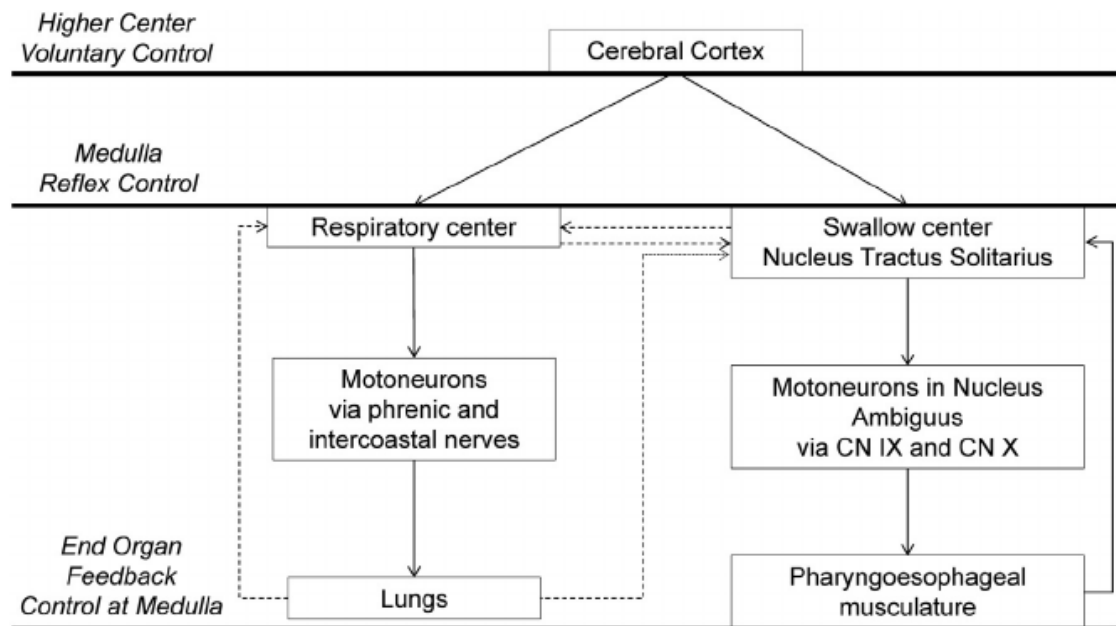 Higher Center
Voluntary Control
Cerebral Cortex
Medulla
Reflex Control
Respiratory center
Swallow center
Nucleus Tractus Solitarius
Motoneurons
via phrenic and
intercoastal nerves
Motoneurons in Nucleus
Ambiguus
via CN IX and CN X
End Organ
Feedback
Control at Medulla
Lungs
Pharyngoesophageal
musculature